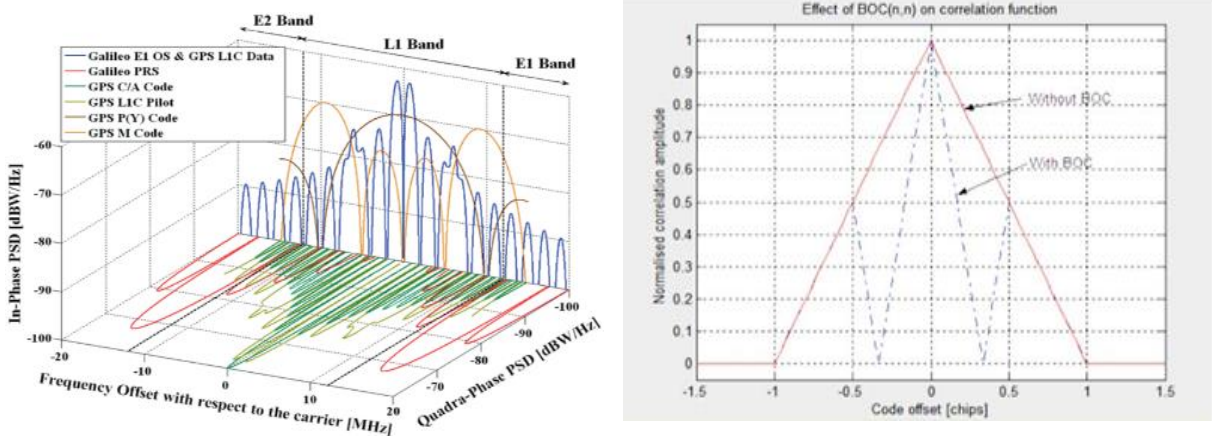 E2 Band
L1 Band
E1 Band
Galileo E1 OS & GPS L1C Data
Galileo PRS
GPS C/A Code
GPS L1C Pilot
GPS P(Y) Code
GPS M Code
In-Phase PSD [dBW/Hz]
-60
-70
-80
-90
-100
-20
-10
0
10
20
Frequency Offset with respect to the carrier [MHz]
-70
-80
-90
-100
Quadra-Phase PSD [dBW/Hz]
Effect of BOC(n,n) on correlation function
Normalised correlation amplitude
1
0.9
0.8
0.7
0.6
0.5
0.4
0.3
0.2
0.1
0
Without BOC
With BOC
-1.5
-1
-0.5
0
0.5
1
1.5
Code offset [chips]